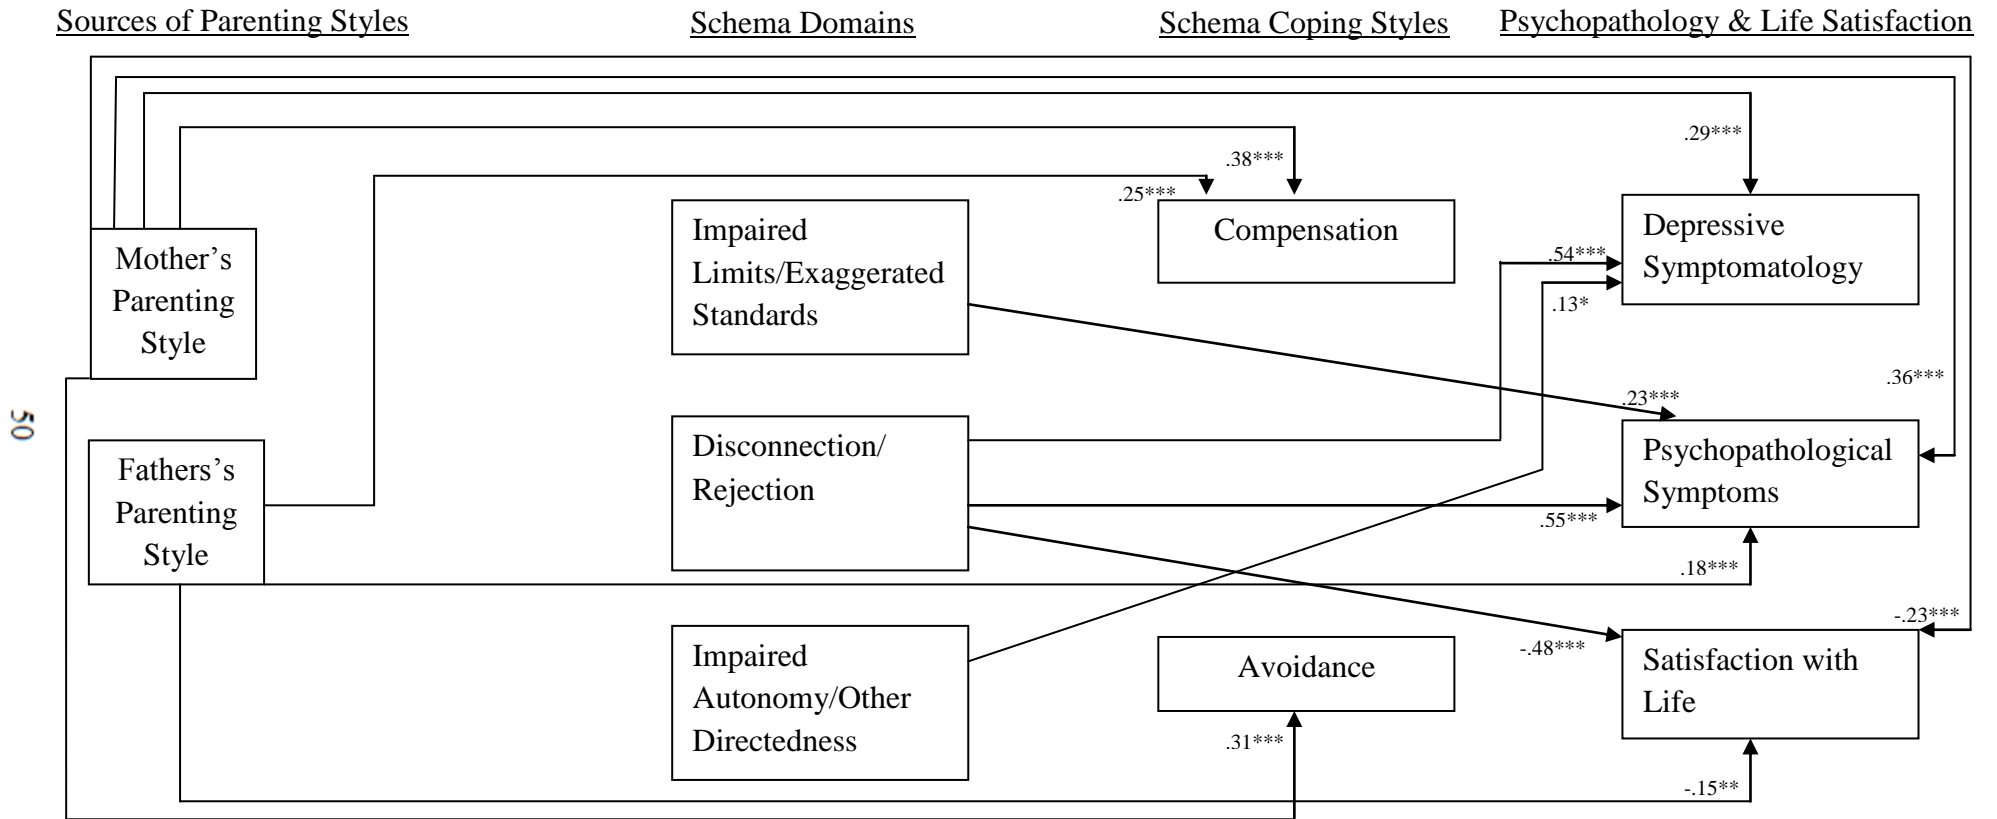 Sources of Parenting Styles
Schema Domains
Schema Coping Styles
Psychopathology & Life Satisfaction
.29***
.38***
.25***
Mother’s
Parenting
Style
Impaired
Limits/Exaggerated
Standards
Compensation
Depressive
Symptomatology
.54***
.13*
.36***
.23***
50
Fathers’s
Parenting
Style
Disconnection/
Rejection
Psychopathological
Symptoms
.55***
.18***
-.23***
-.48***
Impaired
Autonomy/Other
Directedness
Avoidance
Satisfaction with
Life
.31***
-.15**